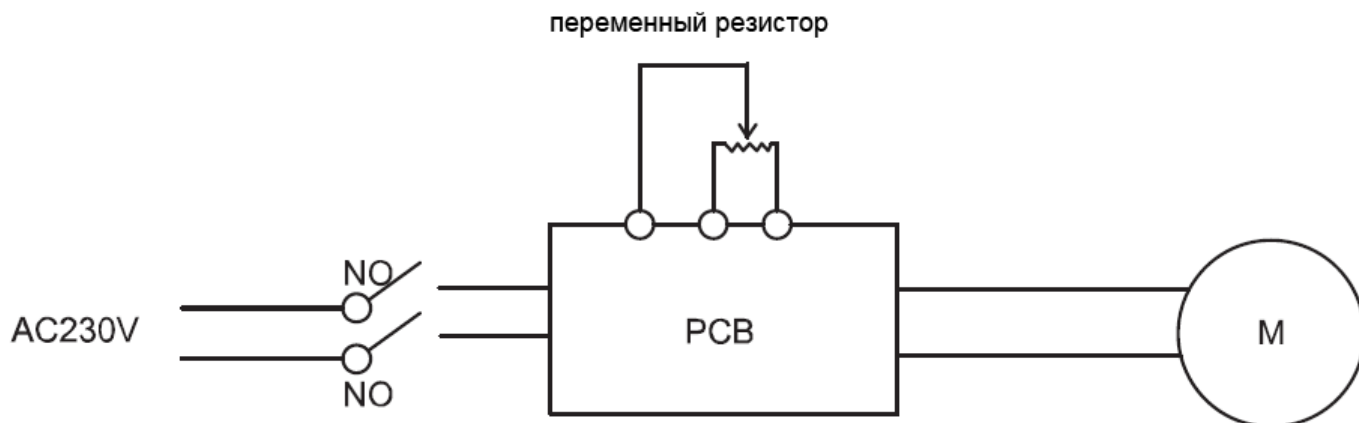 переменный резистор
NO
AC230V
NO
PCB
M